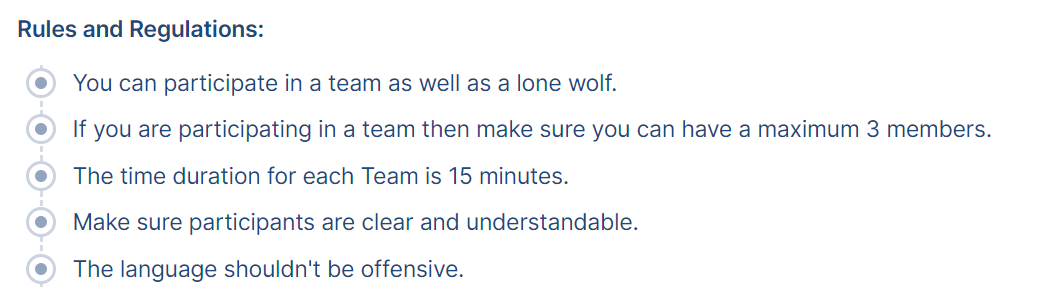 Rules and Regulations:
You can participate in a team as well as a lone wolf.
If you are participating in a team then make sure you can have a maximum 3 members.
The time duration for each Team is 15 minutes.
Make sure participants are clear and understandable.
The language shouldn't be offensive.